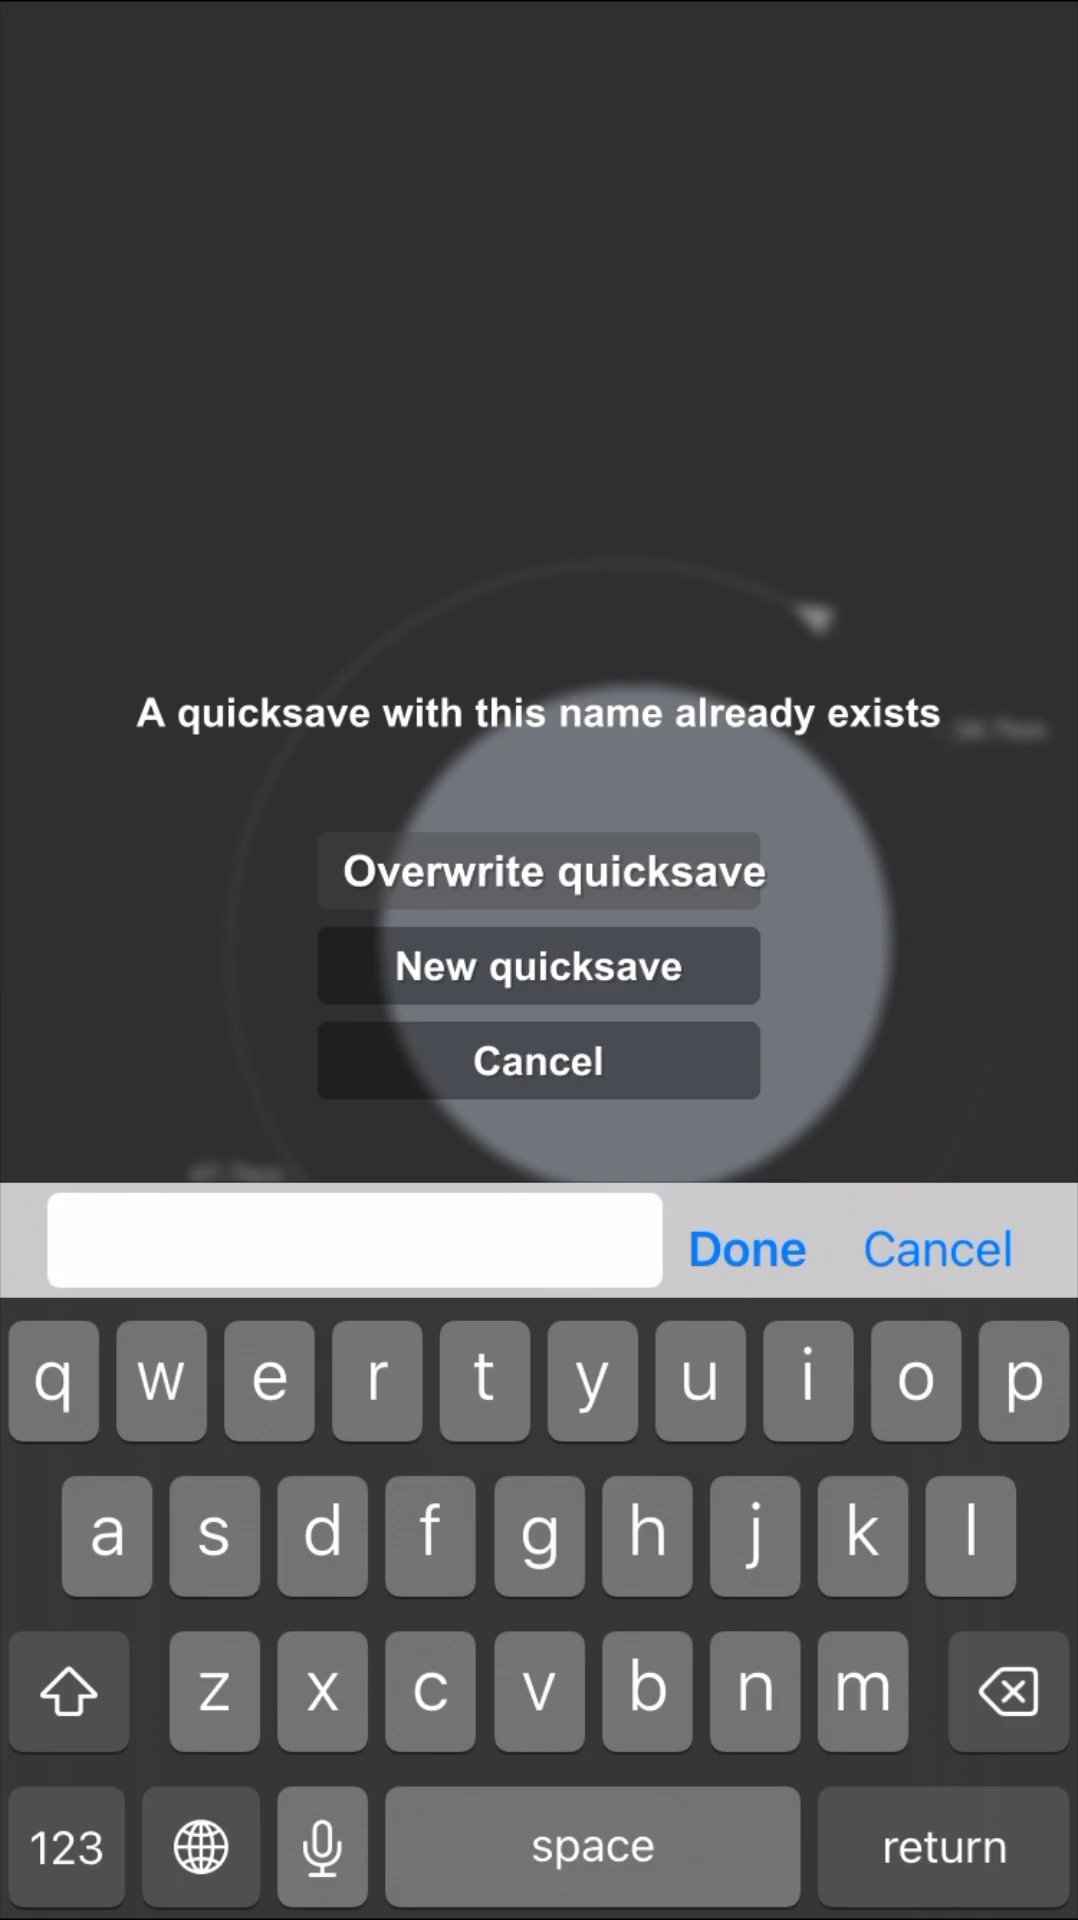 A quicksave with this name already exists
Overwrite quicksave
New quicksave
Cancel
Done Cancel
q w e r t y u i o p
a s d f g h j k l
z x c v b n m
123 space return